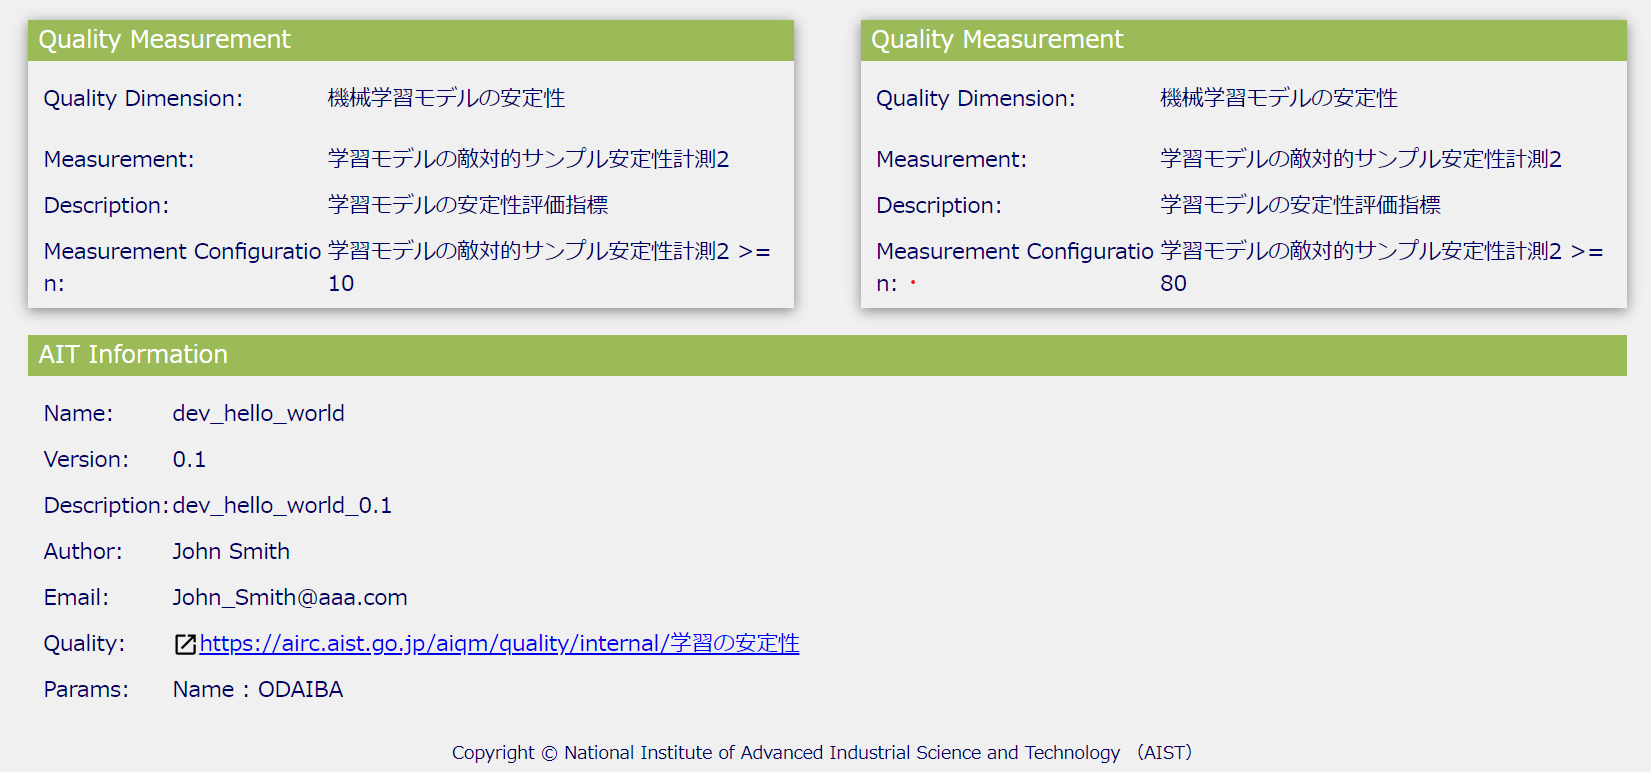 Quality Measurement
Quality Dimension: 機械学習モデルの安定性
Measurement: 学習モデルの敵対的サンプル安定性計測2
Description: 学習モデルの安定性評価指標
Measurement Configuratio 学習モデルの敵対的サンプル安定性計測2 >=
n: 10
Quality Measurement
Quality Dimension: 機械学習モデルの安定性
Measurement: 学習モデルの敵対的サンプル安定性計測2
Description: 学習モデルの安定性評価指標
Measurement Configuratio 学習モデルの敵対的サンプル安定性計測2 >=
n: 80
AIT Information
Name: dev_hello_world
Version: 0.1
Description: dev_hello_world_0.1
Author: John Smith
Email: John_Smith@aaa.com
Quality: https://airc.aist.go.jp/aiqm/quality/internal/学習の安定性
Params: Name : ODAIBA
Copyright © National Institute of Advanced Industrial Science and Technology （AIST）